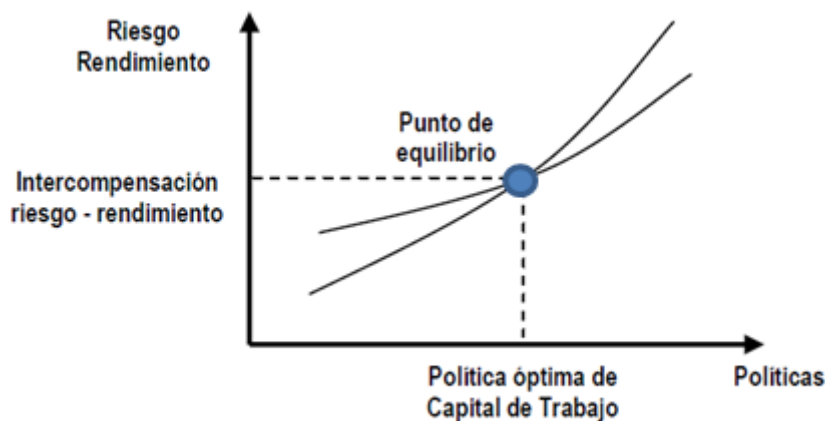 Riesgo
Rendimiento
Punto de
equilibrio
Intercompensación
riesgo - rendimiento
Política óptima de
Capital de Trabajo
Políticas